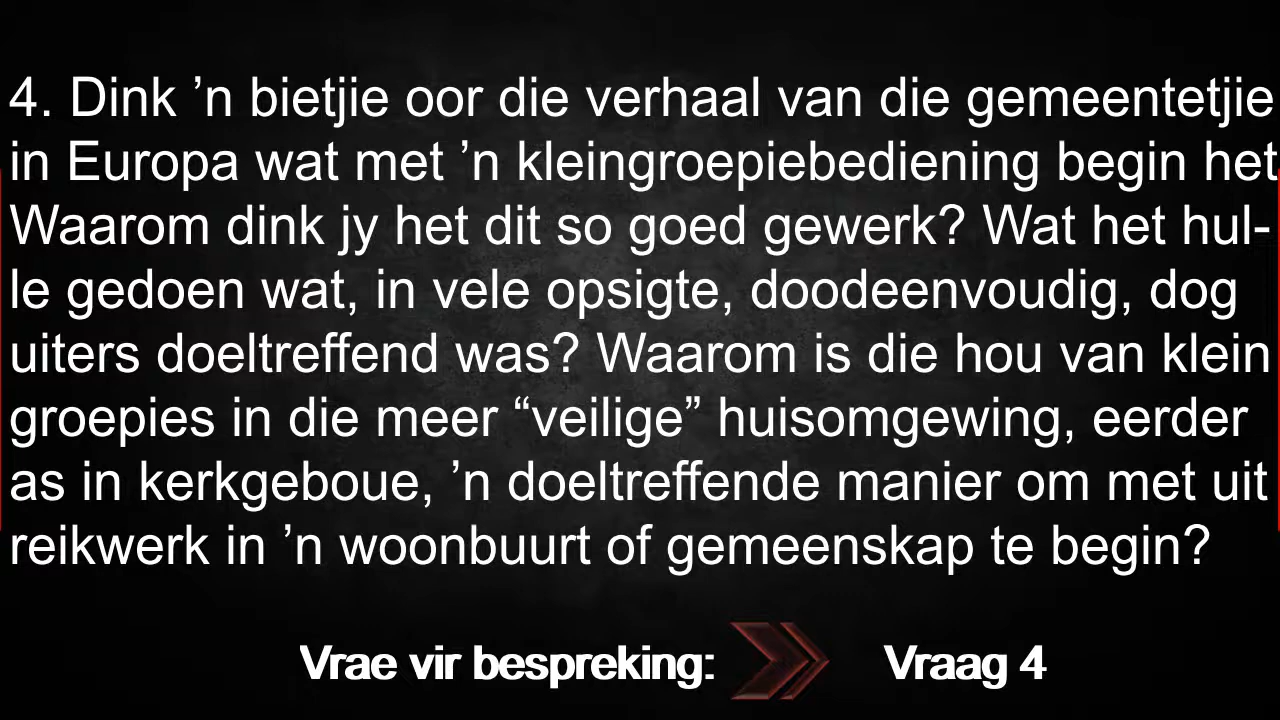 4. Dink ’n bietjie oor die verhaal van die gemeentetjie
in Europa wat met ’n kleingroepiebediening begin het
Waarom dink jy het dit so goed gewerk? Wat het hul-
le gedoen wat, in vele opsigte, doodeenvoudig, dog
uiters doeltreffend was? Waarom is die hou van klein
groepies in die meer “veilige” huisomgewing, eerder
as in kerkgeboue, ’n doeltreffende manier om met uit
reikwerk in ’n woonbuurt of gemeenskap te begin?
Vrae vir bespreking: Vraag 4